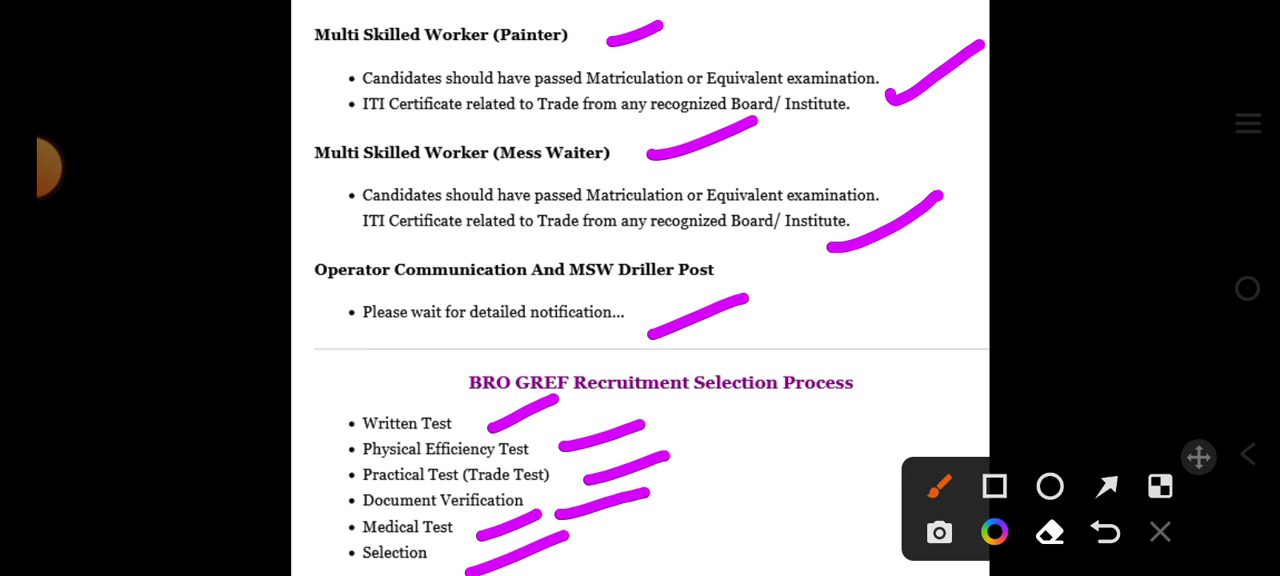 Multi Skilled Worker (Painter)
• Candidates should have passed Matriculation or Equivalent examination.
• ITI Certificate related to Trade from any recognized Board/ Institute.
Multi Skilled Worker (Mess Waiter)
• Candidates should have passed Matriculation or Equivalent examination.
ITI Certificate related to Trade from any recognized Board/ Institute.
Operator Communication And MSW Driller Post
• Please wait for detailed notification...
BRO GREF Recruitment Selection Process
• Written Test
• Physical Efficiency Test
• Practical Test (Trade Test)
• Document Verification
• Medical Test
• Selection